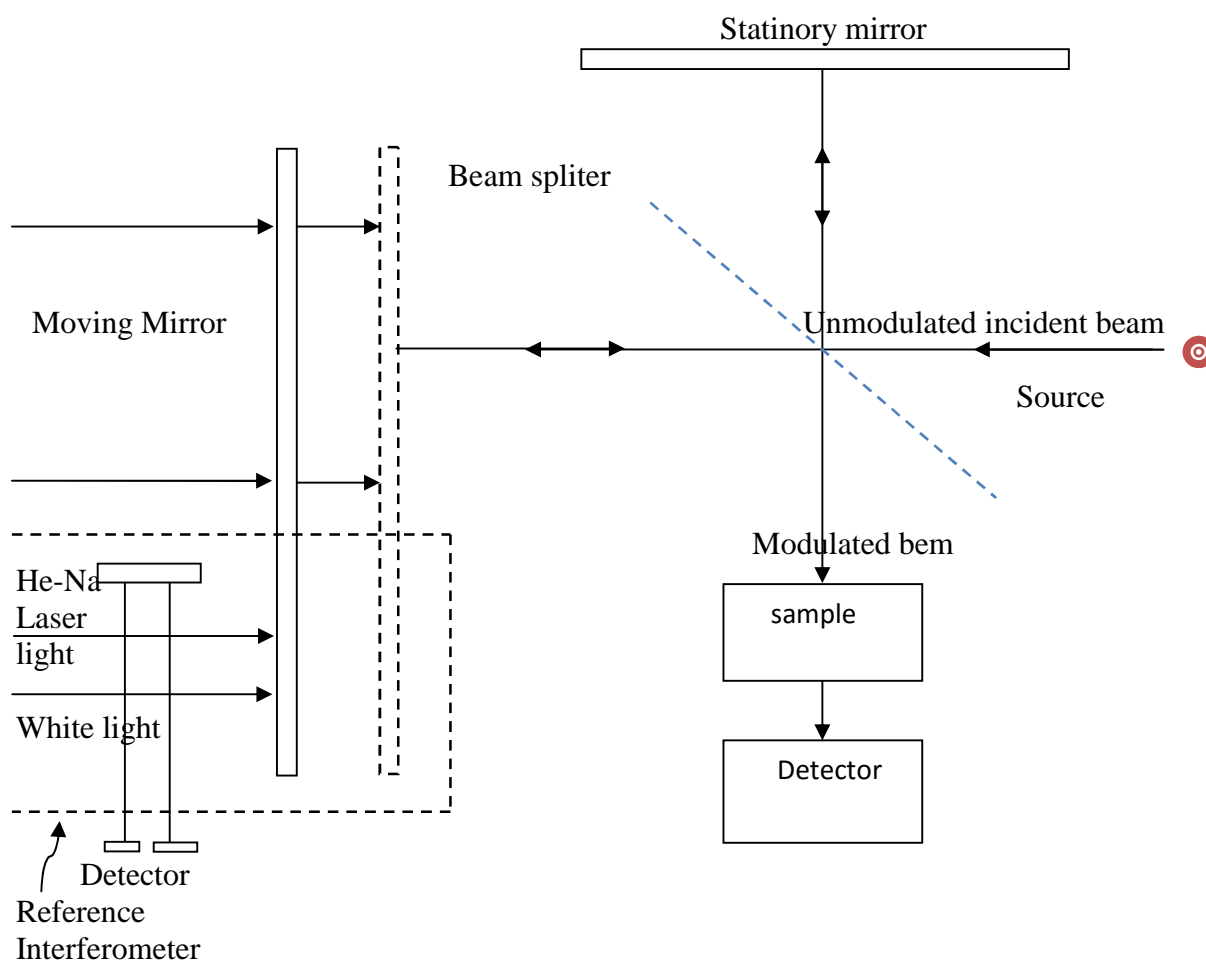 Statinory mirror
Beam spliter
Moving Mirror
Unmodulated incident beam
Source
Modulated bem
He-Na
Laser
light
sample
White light
Detector
Detector
Reference
Interferometer